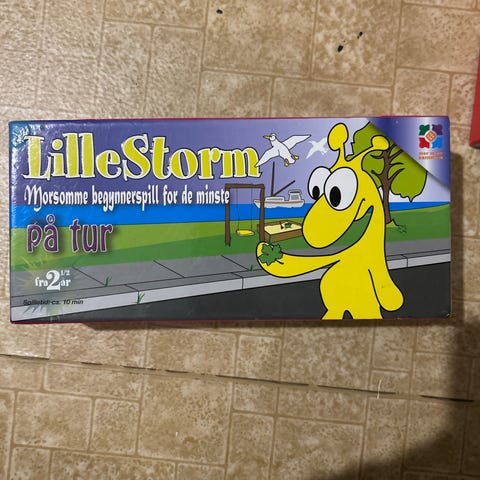 LilleStorm
Morsomme begynnerspill for de minste
på tur
fra 2 1/2 år
Spilletid: ca. 10 min